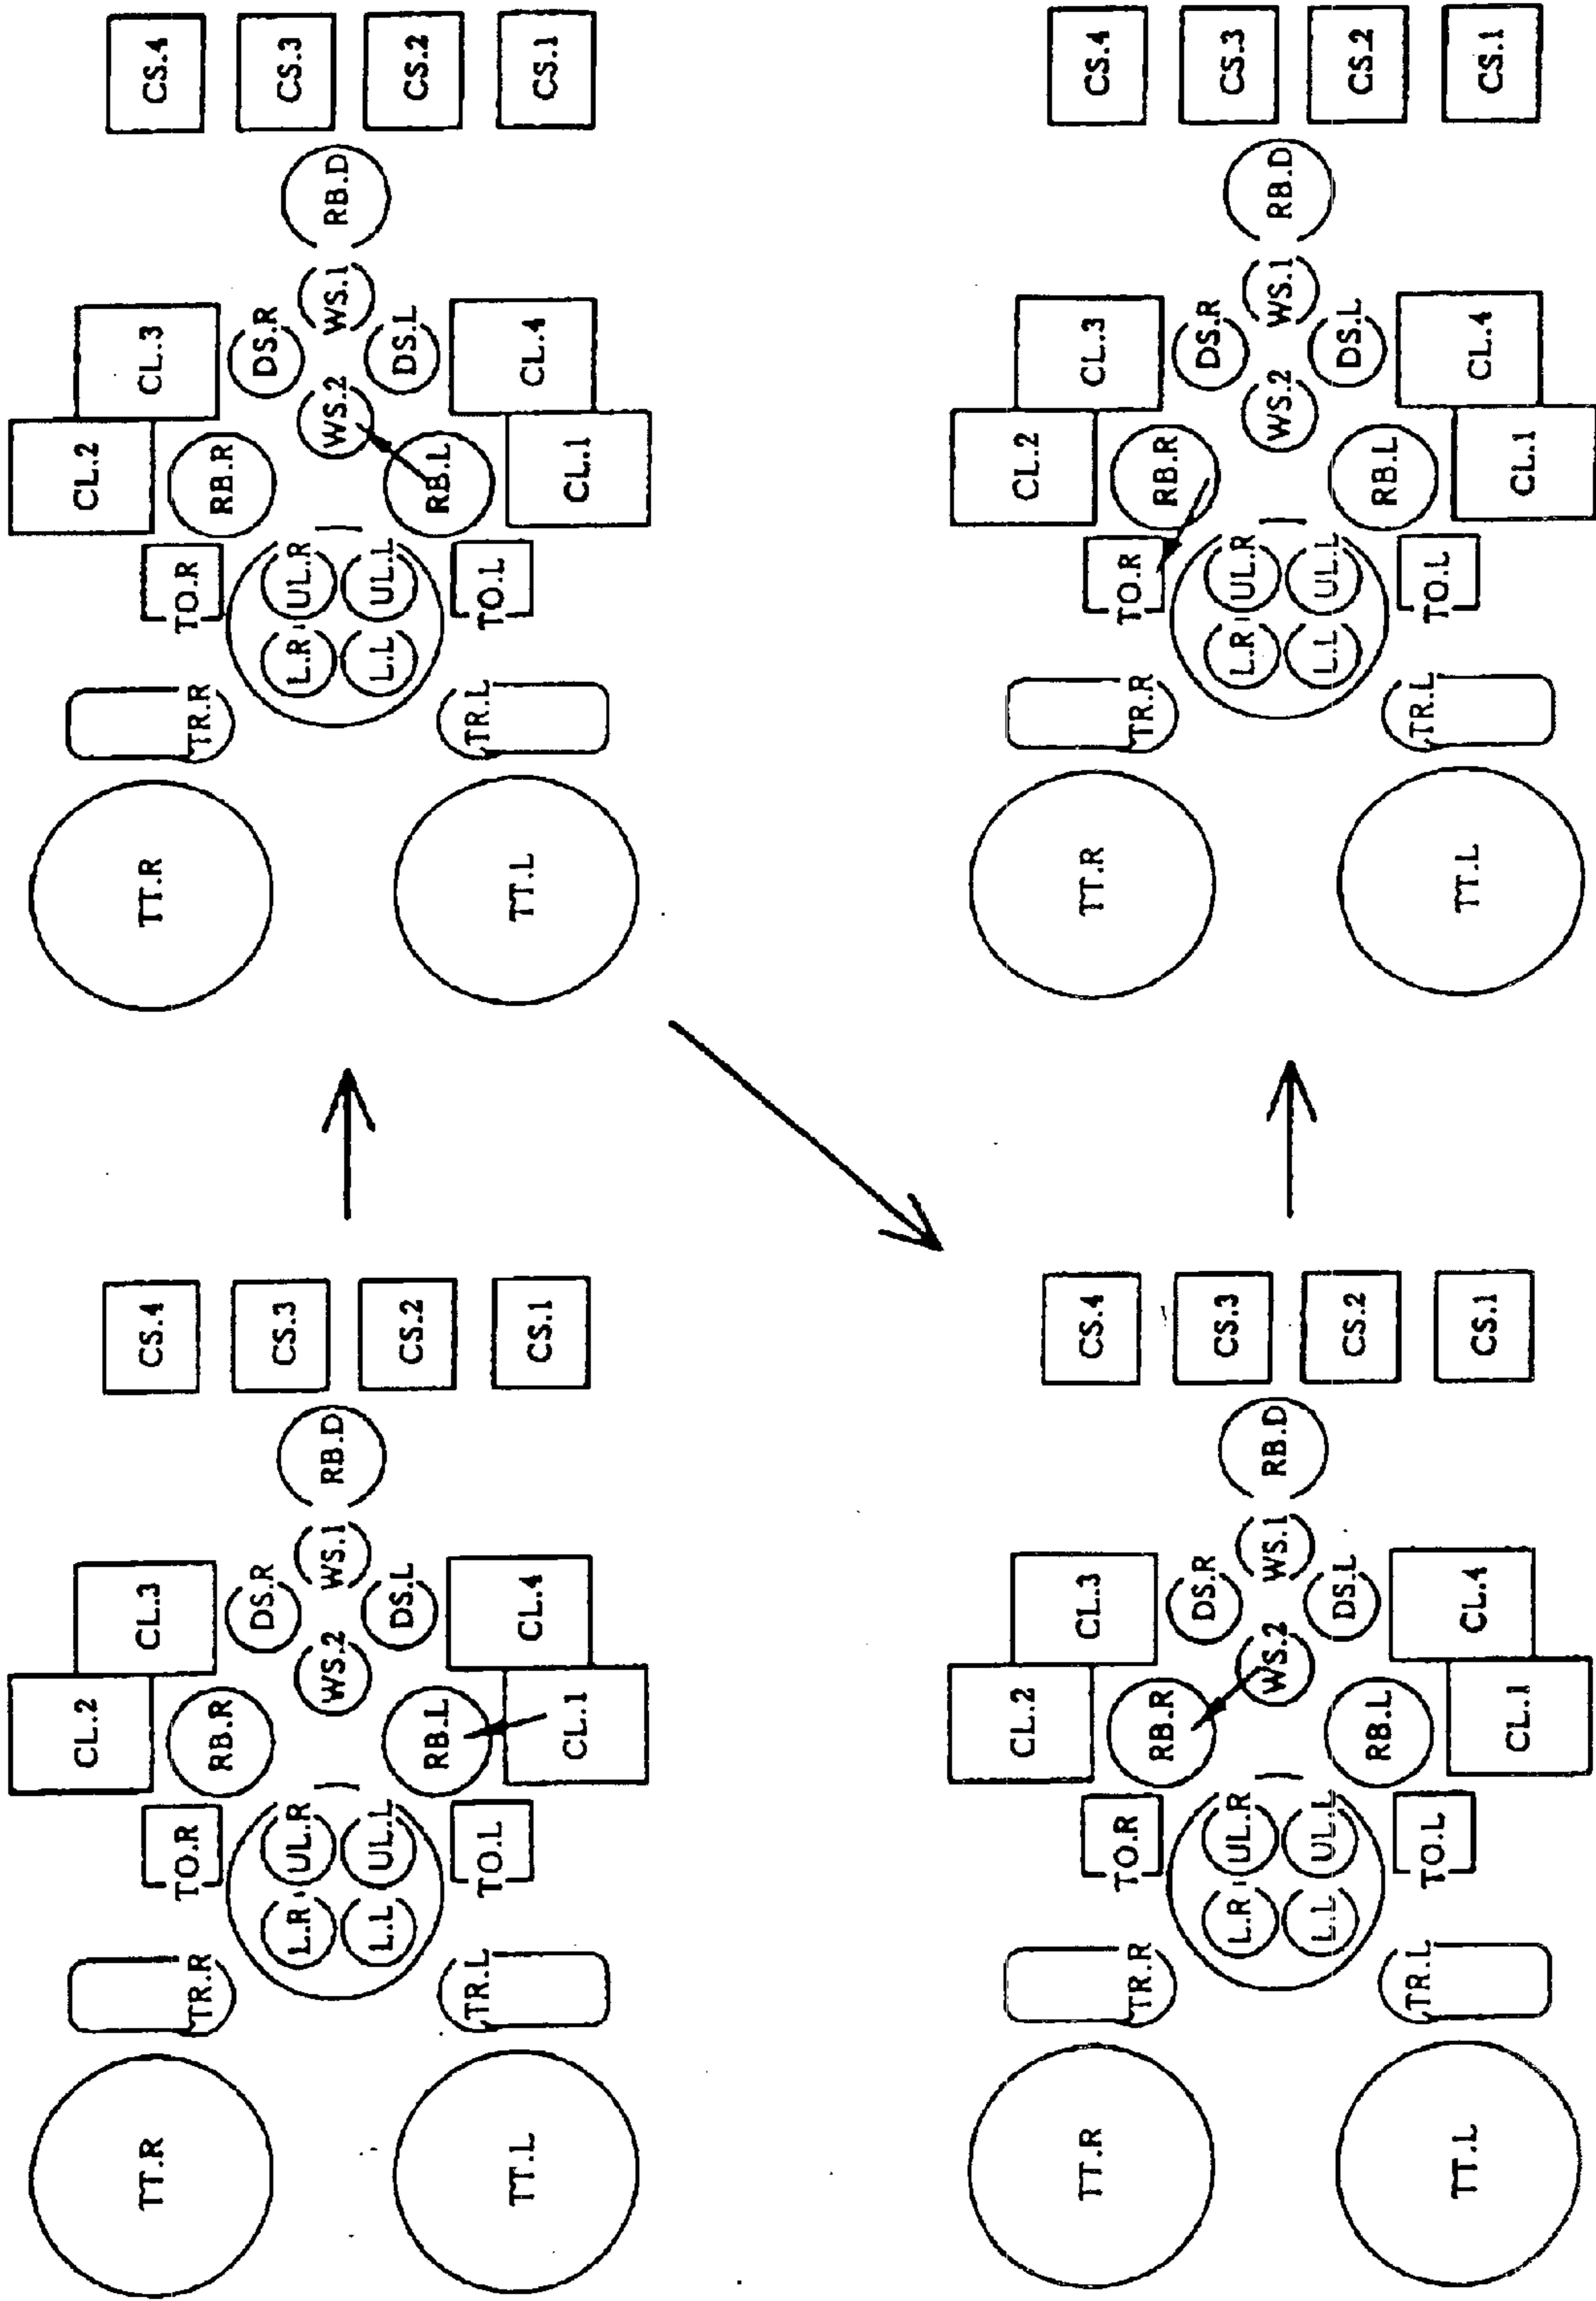 TT.R
TR.R
TO.R
CL.2
CL.3
CS.4
RB.R
DS.R
CS.3
L.R
UL.R
WS.2
WS.1
RB.D
L.L
UL.L
DS.L
CS.2
RB.L
TT.L
TR.L
TO.L
CL.1
CL.4
CS.1
TT.R
TR.R
TO.R
CL.2
CL.3
CS.4
RB.R
DS.R
CS.3
L.R
UL.R
WS.2
WS.1
RB.D
L.L
UL.L
DS.L
CS.2
RB.L
TT.L
TR.L
TO.L
CL.1
CL.4
CS.1
TT.R
TR.R
TO.R
CL.2
CL.3
CS.4
RB.R
DS.R
CS.3
L.R
UL.R
WS.2
WS.1
RB.D
L.L
UL.L
DS.L
CS.2
RB.L
TT.L
TR.L
TO.L
CL.1
CL.4
CS.1
TT.R
TR.R
TO.R
CL.2
CL.3
CS.4
RB.R
DS.R
CS.3
L.R
UL.R
WS.2
WS.1
RB.D
L.L
UL.L
DS.L
CS.2
RB.L
TT.L
TR.L
TO.L
CL.1
CL.4
CS.1